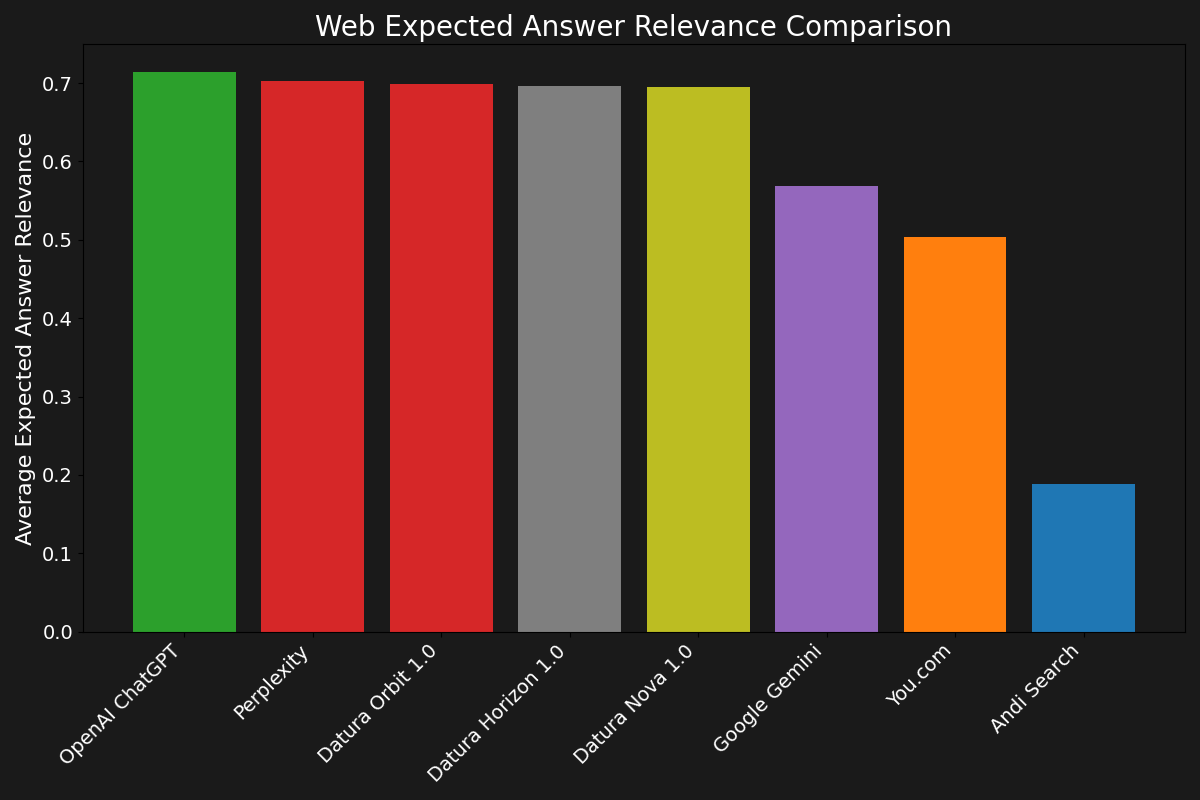 Web Expected Answer Relevance Comparison
Average Expected Answer Relevance
0.7
0.6
0.5
0.4
0.3
0.2
0.1
0.0
OpenAI ChatGPT
Perplexity
Datura Orbit 1.0
Datura Horizon 1.0
Datura Nova 1.0
Google Gemini
You.com
Andi Search